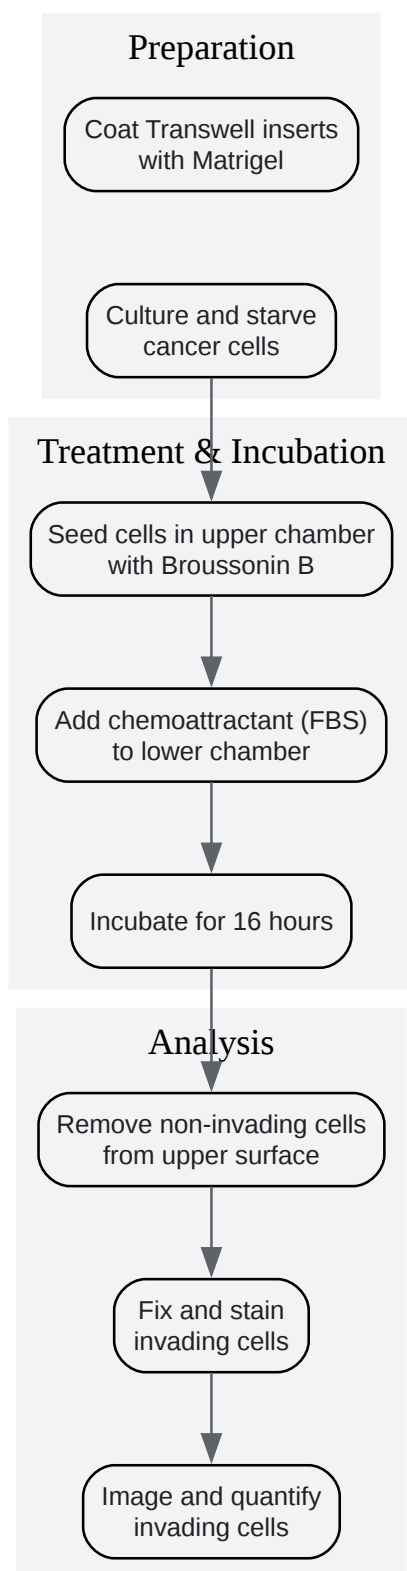 Preparation
Coat Transwell inserts
with Matrigel
Culture and starve
cancer cells
Treatment & Incubation
Seed cells in upper chamber
with Broussonin B
Add chemoattractant (FBS)
to lower chamber
Incubate for 16 hours
Analysis
Remove non-invading cells
from upper surface
Fix and stain
invading cells
Image and quantify
invading cells